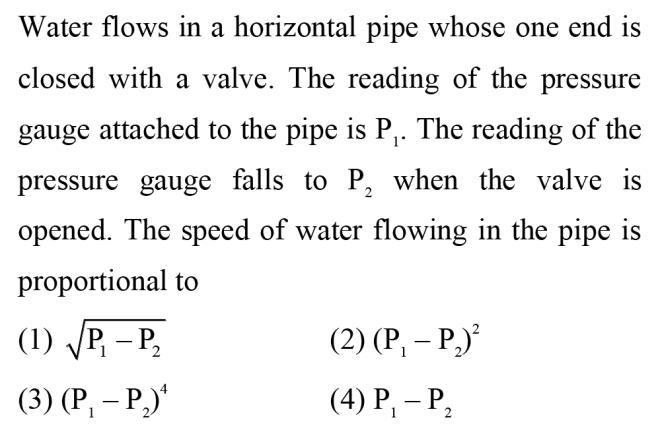 Water flows in a horizontal pipe whose one end is
closed with a valve. The reading of the pressure
gauge attached to the pipe is P₁. The reading of the
pressure gauge falls to P₂ when the valve is
opened. The speed of water flowing in the pipe is
proportional to
(1) √(P₁ – P₂) (2) (P₁ – P₂)²
(3) (P₁ – P₂)⁴ (4) P₁ – P₂